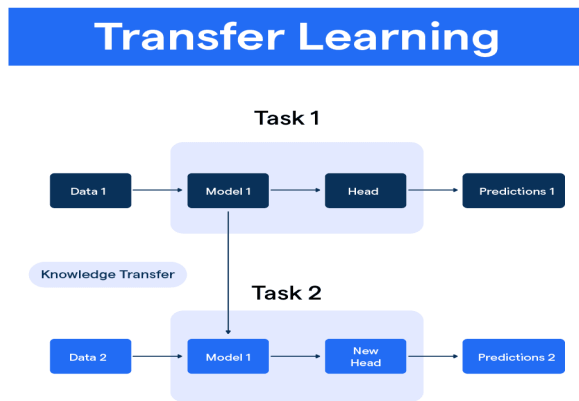 Transfer Learning
Task 1
Data 1
Model 1
Head
Predictions 1
Knowledge Transfer
Task 2
Data 2
Model 1
New
Head
Predictions 2